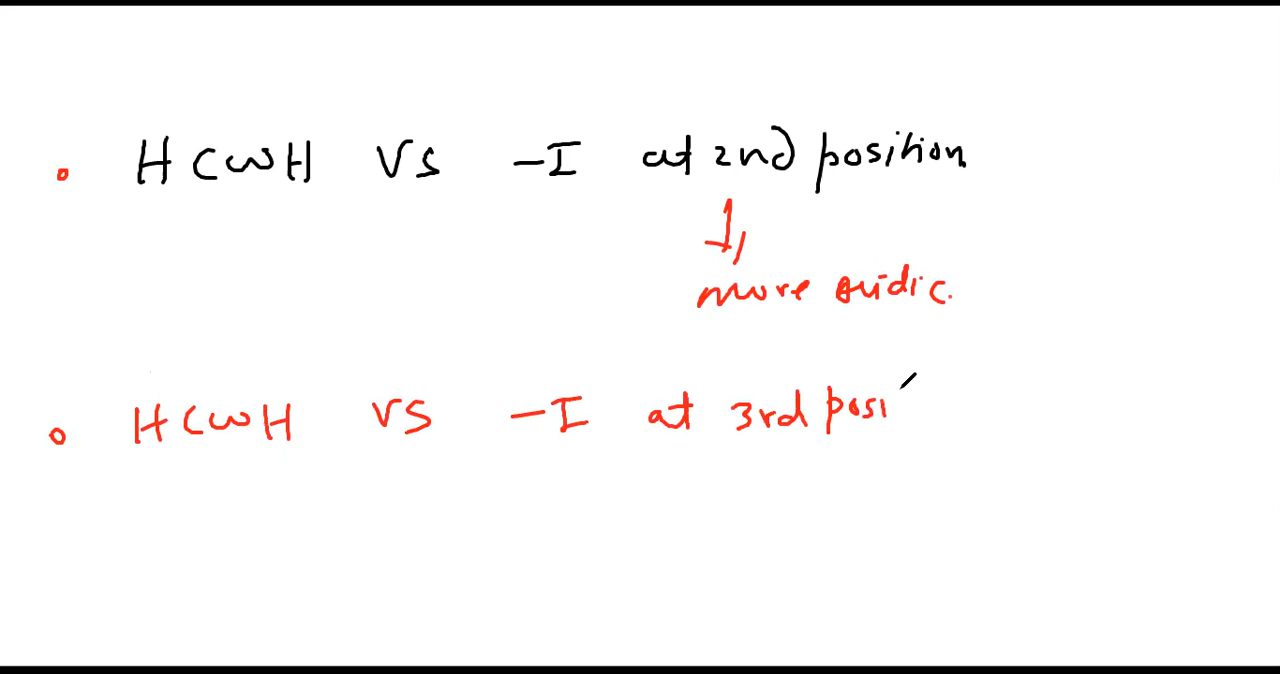 HCOOH VS -I at 2nd position
more acidic.
HCOOH VS -I at 3rd posi